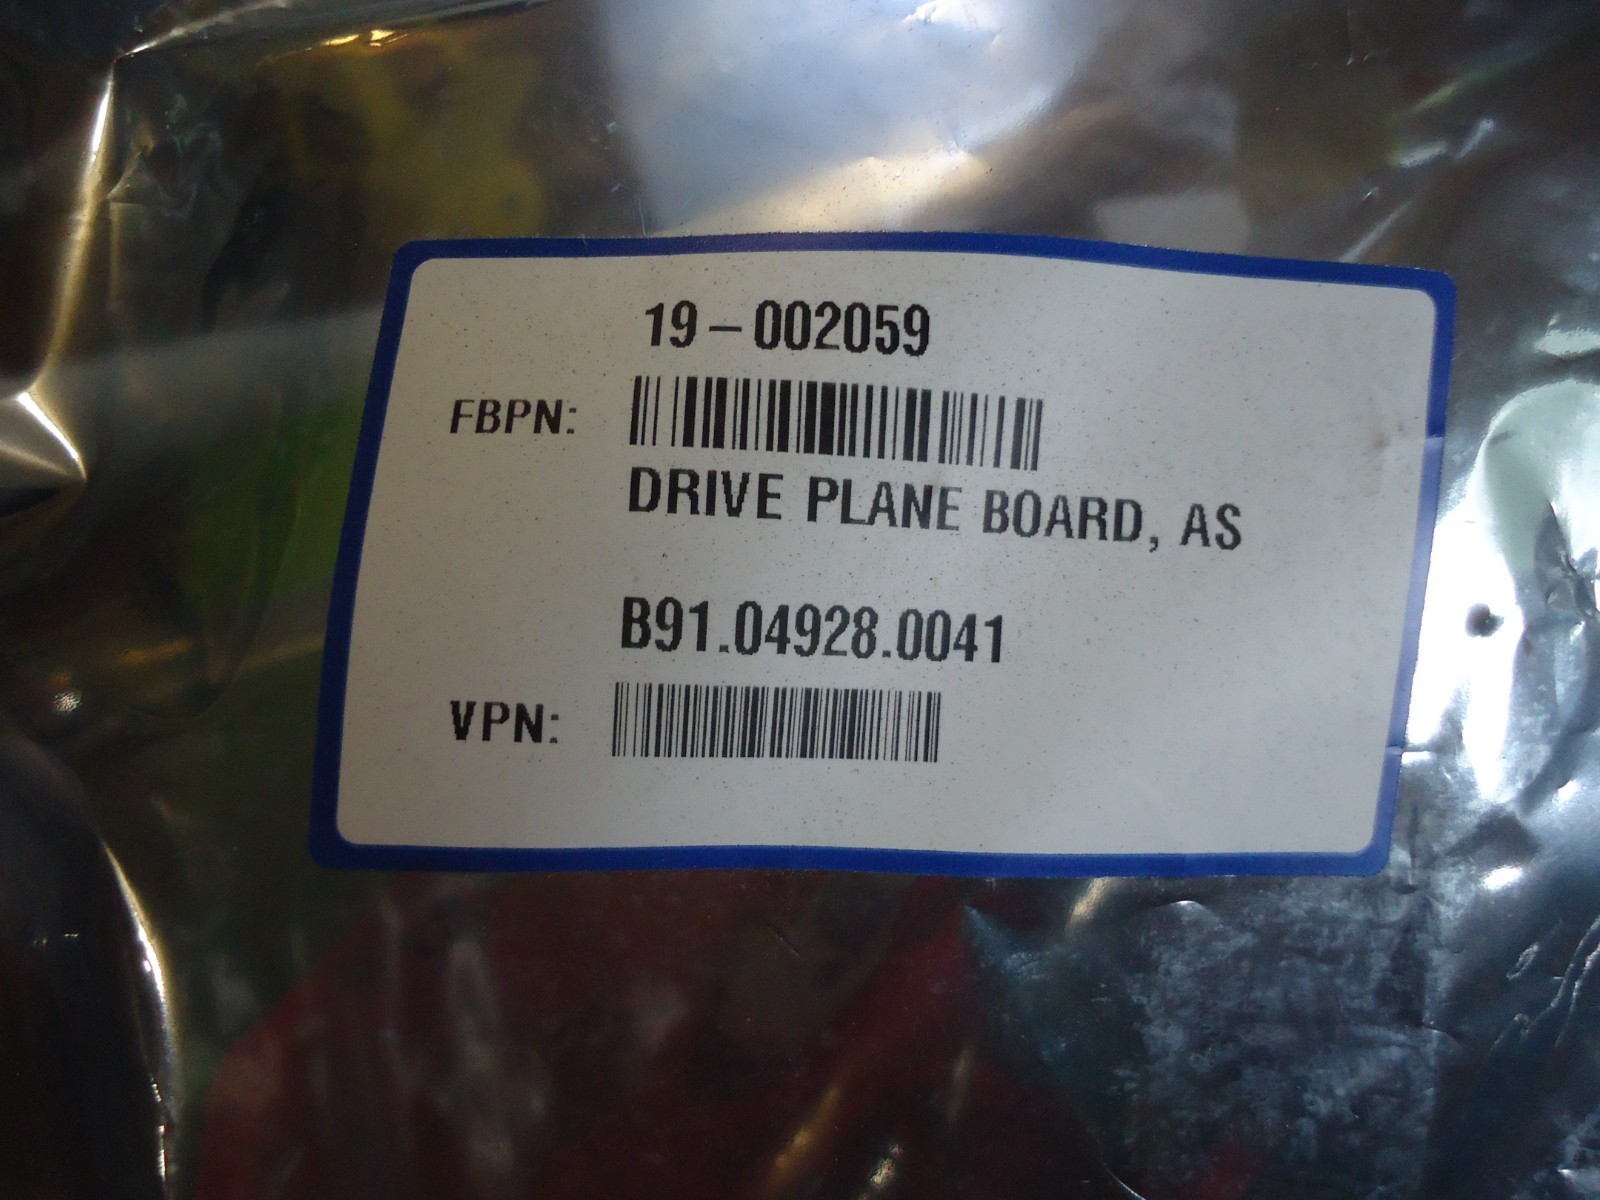 19-002059
FBPN:
DRIVE PLANE BOARD, AS
B91.04928.0041
VPN: